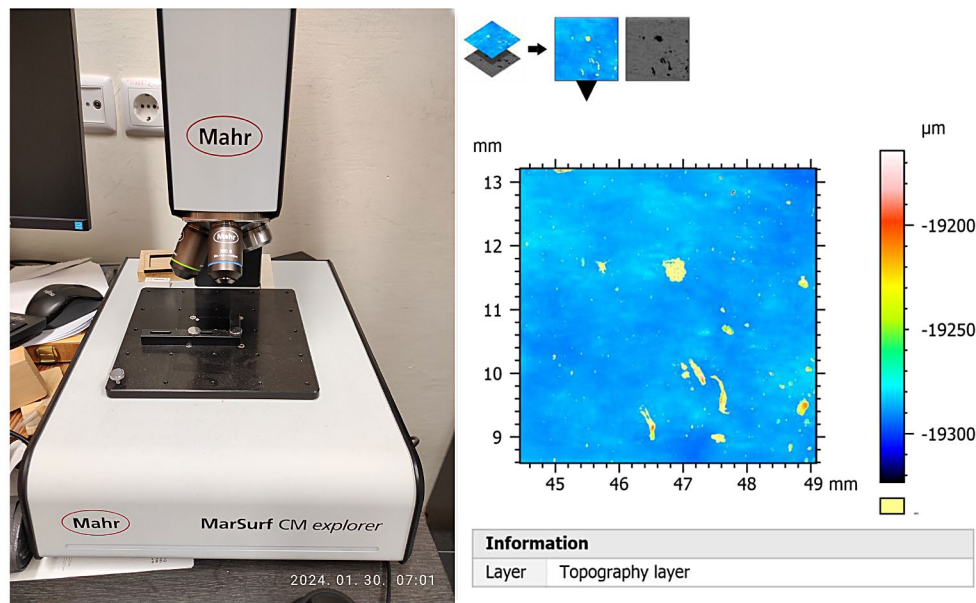 Mahr
Mahr
Mahr
MarSurf CM explorer
2024. 01. 30. 07:01
µm
mm
13
12
11
10
9
45
46
47
48
49 mm
-19200
-19250
-19300
Information
Layer
Topography layer